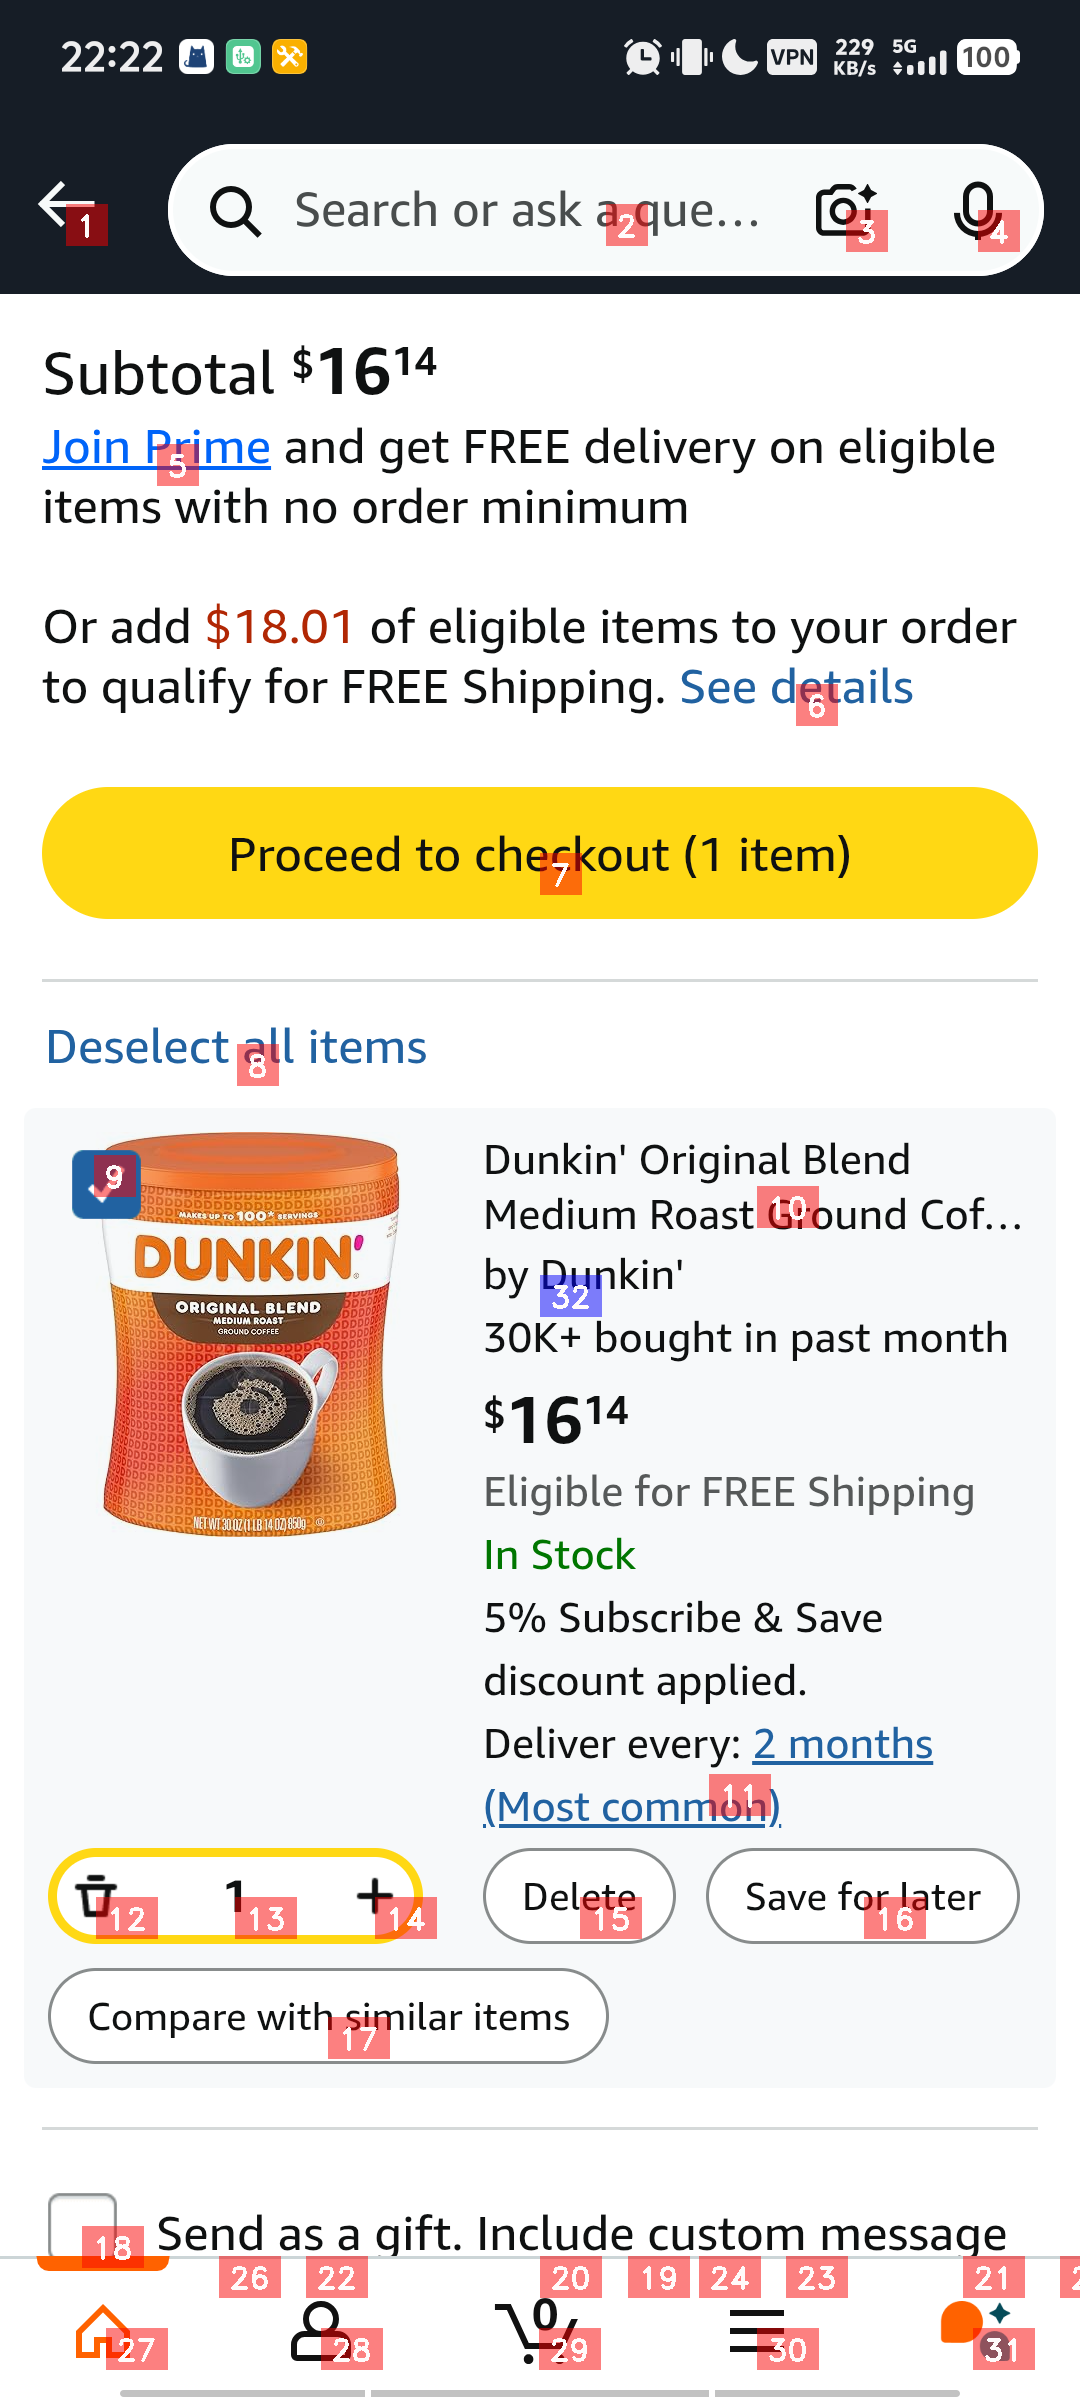 22:22
VPN
229
KB/s
5G
100
1
Search or ask a que...
2
3
4
Subtotal $16 14
Join Prime and get FREE delivery on eligible
5
items with no order minimum
Or add $18.01 of eligible items to your order
to qualify for FREE Shipping. See details
6
Proceed to checkout (1 item)
7
Deselect all items
8
9
MAKES UP TO 100* SERVINGS
DUNKIN'
ORIGINAL BLEND
MEDIUM ROAST
GROUND COFFEE
NET WT 30 OZ (1 LB 14 OZ) 850g
Dunkin' Original Blend
Medium Roast Ground Cof...
10
by Dunkin'
32
30K+ bought in past month
$16 14
Eligible for FREE Shipping
In Stock
5% Subscribe & Save
discount applied.
Deliver every: 2 months
(Most common)
11
1
Delete
Save for later
12
13
14
15
16
Compare with similar items
17
Send as a gift. Include custom message
18
26
22
20
19
24
23
21
0
27
28
29
30
31